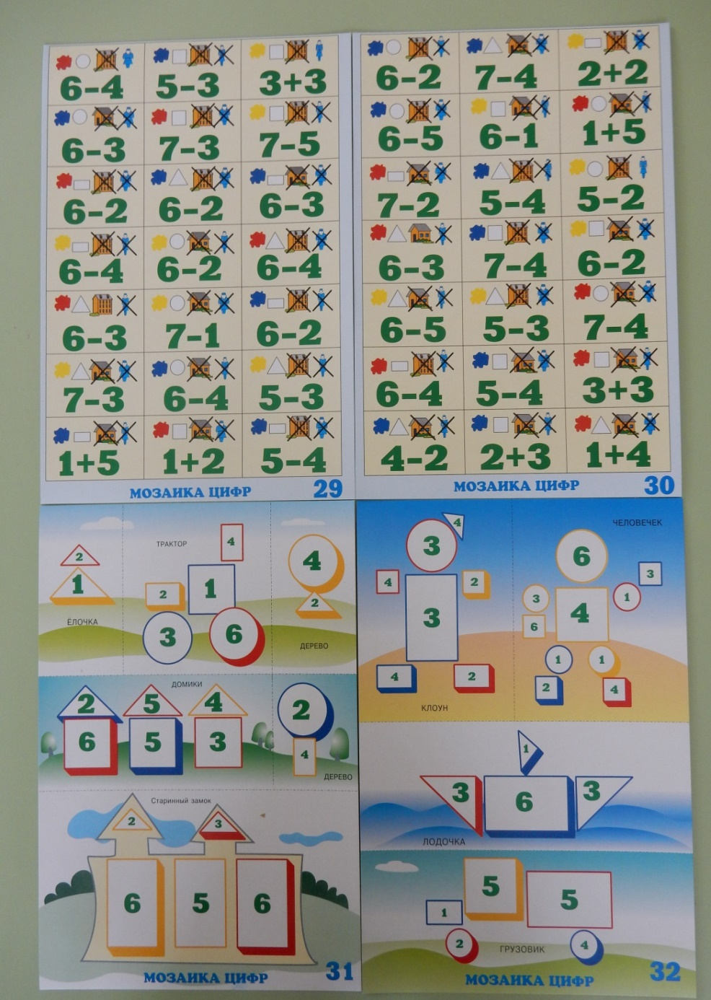 6-4 5-3 3+3
6-3 7-3 7-5
6-2 6-2 6-3
6-4 6-2 6-4
6-3 7-1 6-2
7-3 6-4 5-3
1+5 1+2 5-4
МОЗАИКА ЦИФР 29
6-2 7-4 2+2
6-5 6-1 1+5
7-2 5-4 5-2
6-3 7-4 6-2
6-5 5-3 7-4
6-4 5-4 3+3
4-2 2+3 1+4
МОЗАИКА ЦИФР 30
2
1
ЁЛОЧКА
ТРАКТОР
4
2 1
3 6
4
2
ДЕРЕВО
ДОМИКИ
2 5 4
6 5 3
2
4
ДЕРЕВО
Старинный замок
2 3
6 5 6
МОЗАИКА ЦИФР 31
4
3
4 2
3
4 2
КЛОУН
ЧЕЛОВЕЧЕК
6
3
3 1
4
6
1 1
2 4
1
3 6 3
ЛОДОЧКА
5 5
1
2 4
ГРУЗОВИК
МОЗАИКА ЦИФР 32